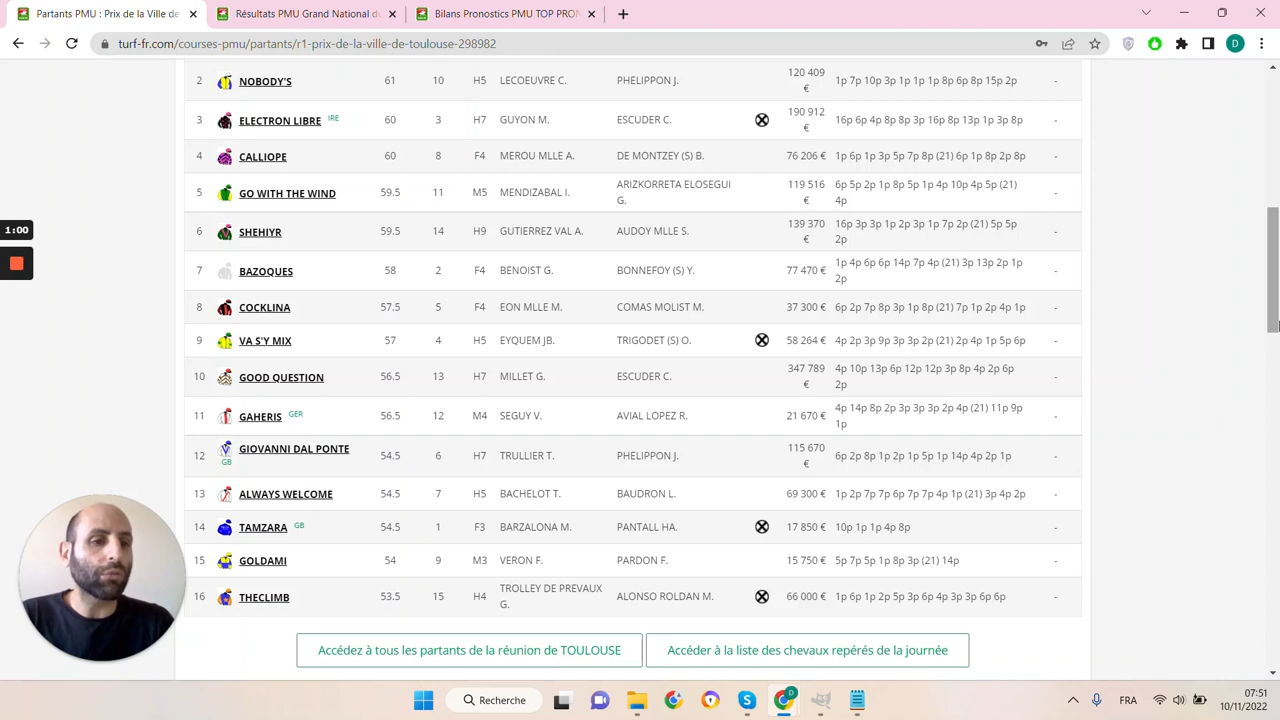 Partants PMU : Prix de la Ville de
Résultats PMU Grand National du
Bilans Pronostics PMU TOP PRON
turf-fr.com/courses-pmu/partants/r1-prix-de-la-ville-de-toulouse-298982
D
2 NOBODY'S 61 10 H5 LECOEUVRE C. PHELIPPON J. 120 409 € 1p 7p 10p 3p 1p 1p 1p 8p 6p 8p 15p 2p -
3 ELECTRON LIBRE IRE 60 3 H7 GUYON M. ESCUDER C. 190 912 € 16p 6p 4p 8p 8p 3p 16p 8p 13p 1p 3p 8p -
4 CALLIOPE 60 8 F4 MEROU MLLE A. DE MONTZEY (S) B. 76 206 € 1p 6p 1p 3p 5p 7p 8p (21) 6p 1p 8p 2p 8p -
5 GO WITH THE WIND 59.5 11 M5 MENDIZABAL I. ARIZKORRETA ELOSEGUI G. 119 516 € 6p 5p 2p 1p 8p 5p 1p 4p 10p 4p 5p (21) 4p -
6 SHEHIYR 59.5 14 H9 GUTIERREZ VAL A. AUDOY MLLE S. 139 370 € 16p 3p 3p 1p 2p 3p 1p 7p 2p (21) 5p 5p 2p -
7 BAZOQUES 58 2 F4 BENOIST G. BONNEFOY (S) Y. 77 470 € 1p 4p 6p 6p 14p 7p 4p (21) 3p 13p 2p 1p 2p -
8 COCKLINA 57.5 5 F4 EON MLLE M. COMAS MOLIST M. 37 300 € 6p 2p 7p 8p 3p 1p 8p (21) 7p 1p 2p 4p 1p -
9 VA S'Y MIX 57 4 H5 EYQUEM JB. TRIGODET (S) O. 58 264 € 4p 2p 3p 9p 3p 3p 2p (21) 2p 4p 1p 5p 6p -
10 GOOD QUESTION 56.5 13 H7 MILLET G. ESCUDER C. 347 789 € 4p 10p 13p 6p 12p 12p 3p 8p 4p 2p 6p 2p -
11 GAHERIS GER 56.5 12 M4 SEGUY V. AVIAL LOPEZ R. 21 670 € 4p 14p 8p 2p 3p 3p 3p 2p 4p (21) 11p 9p 1p -
12 GIOVANNI DAL PONTE GB 54.5 6 H7 TRULLIER T. PHELIPPON J. 115 670 € 6p 2p 8p 1p 2p 1p 5p 1p 14p 4p 2p 1p -
13 ALWAYS WELCOME 54.5 7 H5 BACHELOT T. BAUDRON L. 69 300 € 1p 2p 7p 7p 6p 7p 7p 4p 1p (21) 3p 4p 2p -
14 TAMZARA GB 54.5 1 F3 BARZALONA M. PANTALL HA. 17 850 € 10p 1p 1p 4p 8p -
15 GOLDAMI 54 9 M3 VERON F. PARDON F. 15 750 € 5p 7p 5p 1p 8p 3p (21) 14p -
16 THECLIMB 53.5 15 H4 TROLLEY DE PREVAUX G. ALONSO ROLDAN M. 66 000 € 1p 6p 1p 2p 5p 3p 6p 4p 3p 3p 6p 6p -
1:00
Accédez à tous les partants de la réunion de TOULOUSE
Accéder à la liste des chevaux repérés de la journée
Recherche
D
FRA
07:51
10/11/2022